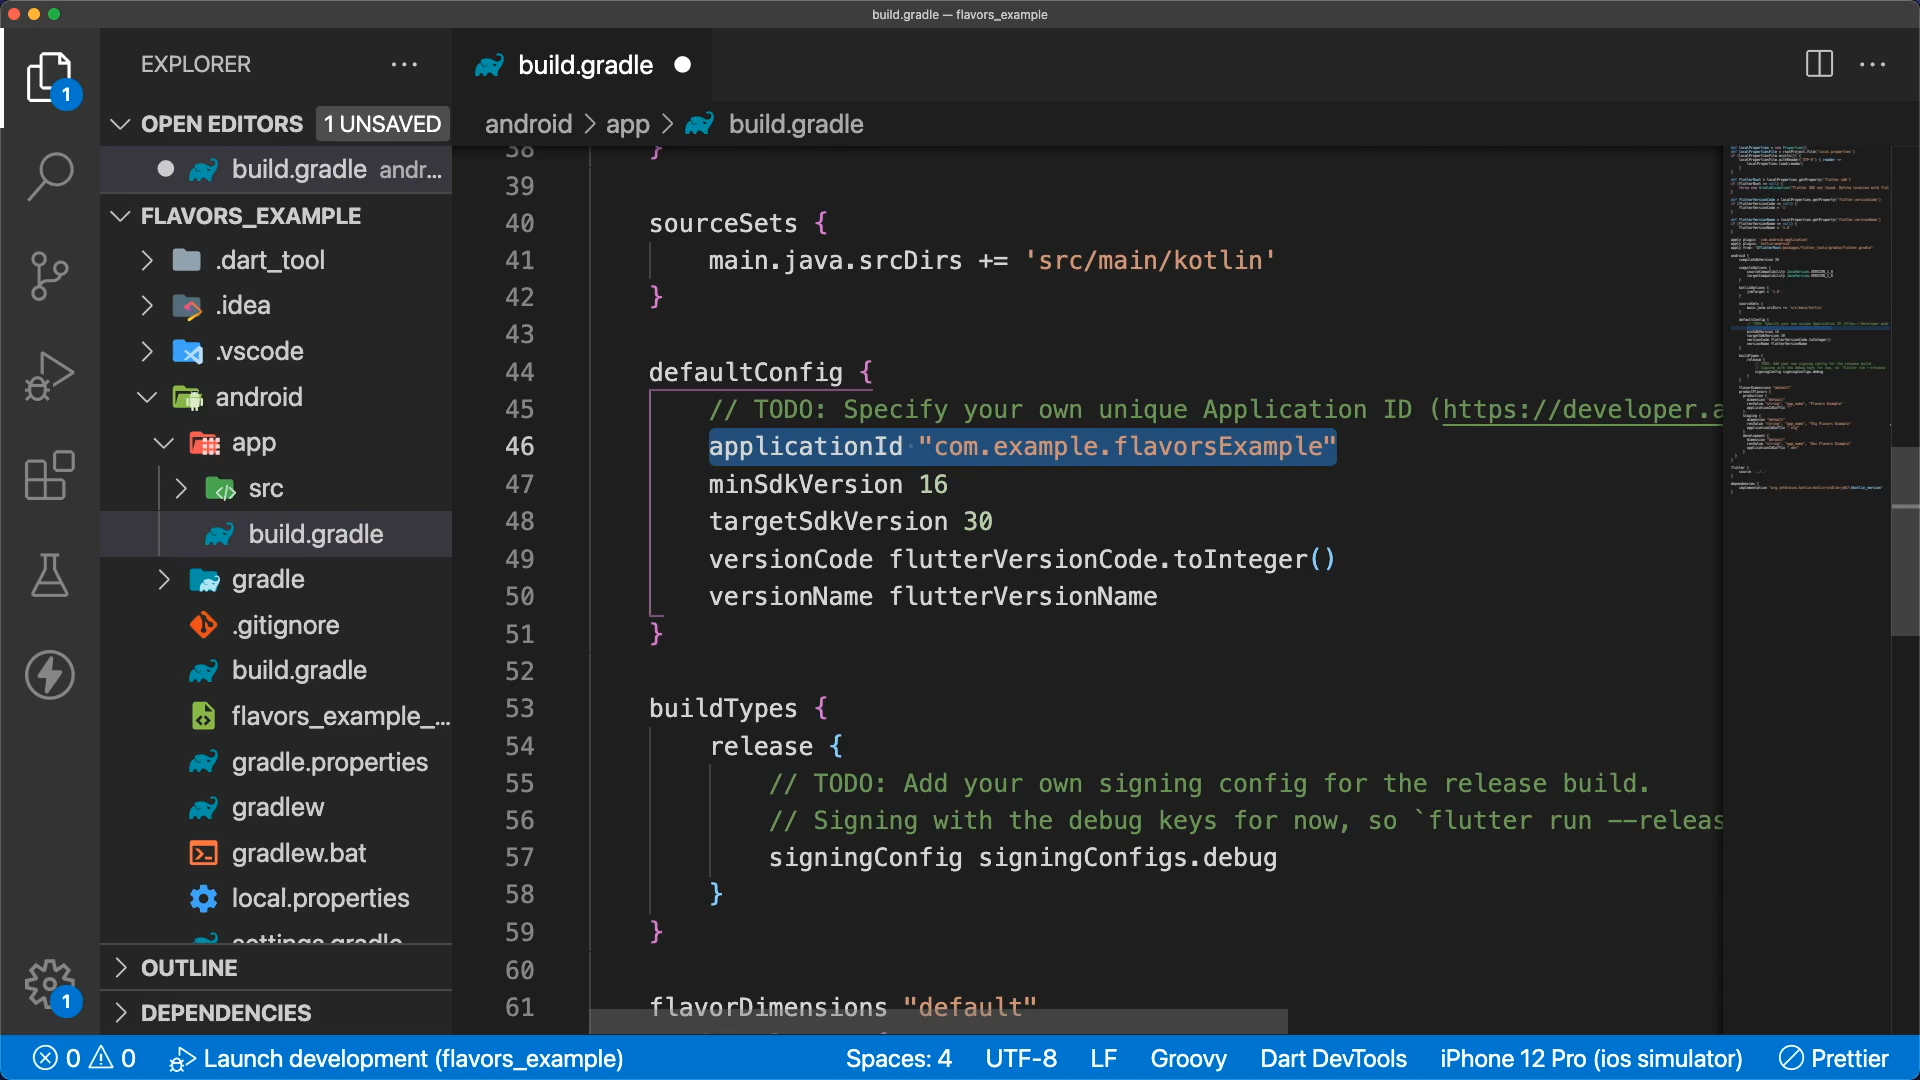 build.gradle — flavors_example
EXPLORER
build.gradle
1
OPEN EDITORS
1 UNSAVED
android
app
build.gradle
build.gradle andr...
FLAVORS_EXAMPLE
.dart_tool
.idea
.vscode
android
app
src
build.gradle
gradle
.gitignore
build.gradle
flavors_example_...
gradle.properties
gradlew
gradlew.bat
local.properties
settings.gradle
OUTLINE
DEPENDENCIES
1
38 }
39
40 sourceSets {
41 main.java.srcDirs += 'src/main/kotlin'
42 }
43
44 defaultConfig {
45 // TODO: Specify your own unique Application ID (https://developer.a
46 applicationId "com.example.flavorsExample"
47 minSdkVersion 16
48 targetSdkVersion 30
49 versionCode flutterVersionCode.toInteger()
50 versionName flutterVersionName
51 }
52
53 buildTypes {
54 release {
55 // TODO: Add your own signing config for the release build.
56 // Signing with the debug keys for now, so `flutter run --releas
57 signingConfig signingConfigs.debug
58 }
59 }
60
61 flavorDimensions "default"
0 0 Launch development (flavors_example) Spaces: 4 UTF-8 LF Groovy Dart DevTools iPhone 12 Pro (ios simulator) Prettier